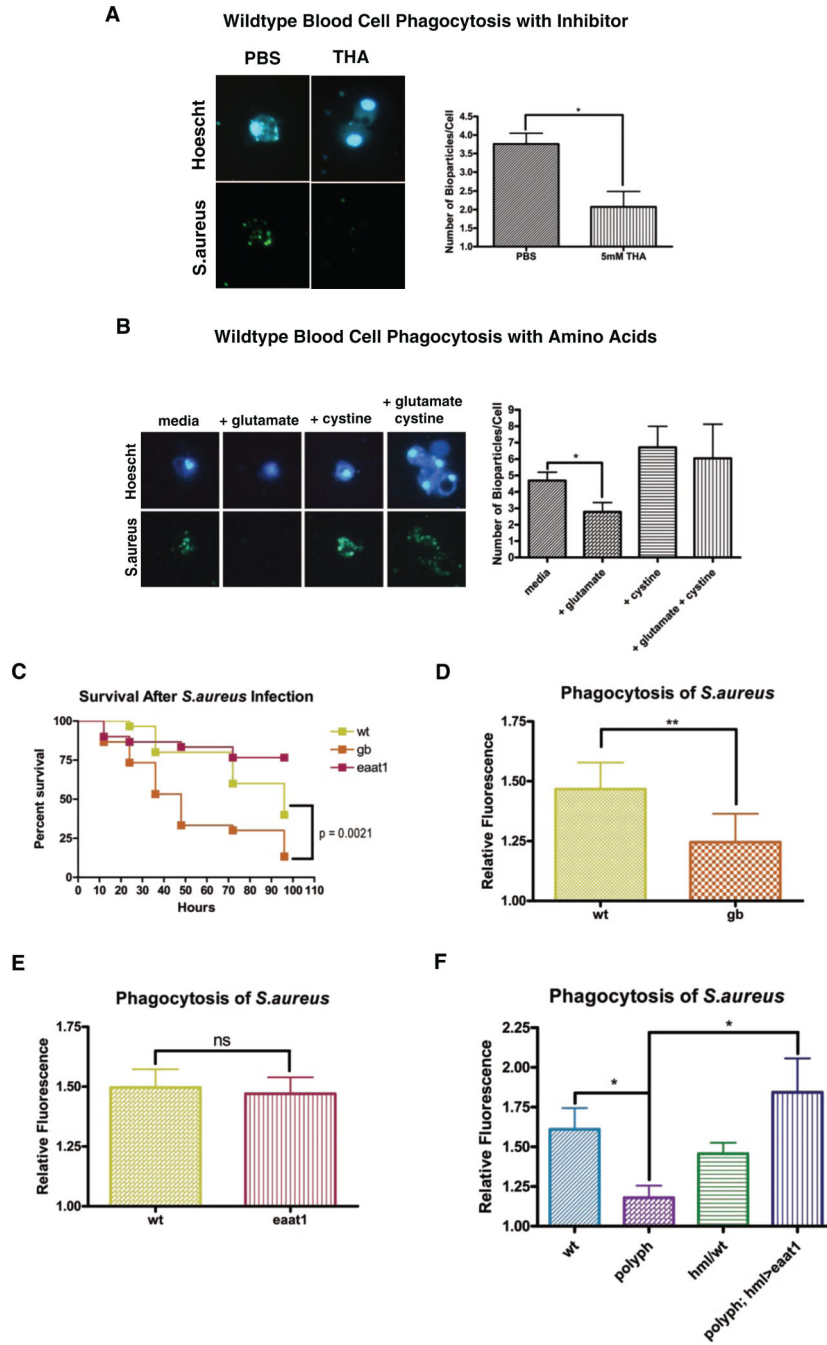 A
Wildtype Blood Cell Phagocytosis with Inhibitor
PBS
THA
Hoescht
S.aureus
Number of Bioparticles/Cell
4.5
4.0
3.5
3.0
2.5
2.0
1.5
1.0
*
PBS
5mM THA
B
Wildtype Blood Cell Phagocytosis with Amino Acids
media
+ glutamate
+ cystine
+ glutamate
cystine
Hoescht
S.aureus
Number of Bioparticles/Cell
9
8
7
6
5
4
3
2
1
0
*
media
+ glutamate
+ cystine
+ glutamate + cystine
C
Survival After S.aureus Infection
Percent survival
100
75
50
25
0
0 10 20 30 40 50 60 70 80 90 100 110
Hours
wt
gb
eaat1
p = 0.0021
D
Phagocytosis of S.aureus
Relative Fluorescence
1.75
1.50
1.25
1.00
**
wt
gb
E
Phagocytosis of S.aureus
Relative Fluorescence
1.75
1.50
1.25
1.00
ns
wt
eaat1
F
Phagocytosis of S.aureus
Relative Fluorescence
2.25
2.00
1.75
1.50
1.25
1.00
*
*
wt
polyph
hml/wt
polyph; hml>eaat1